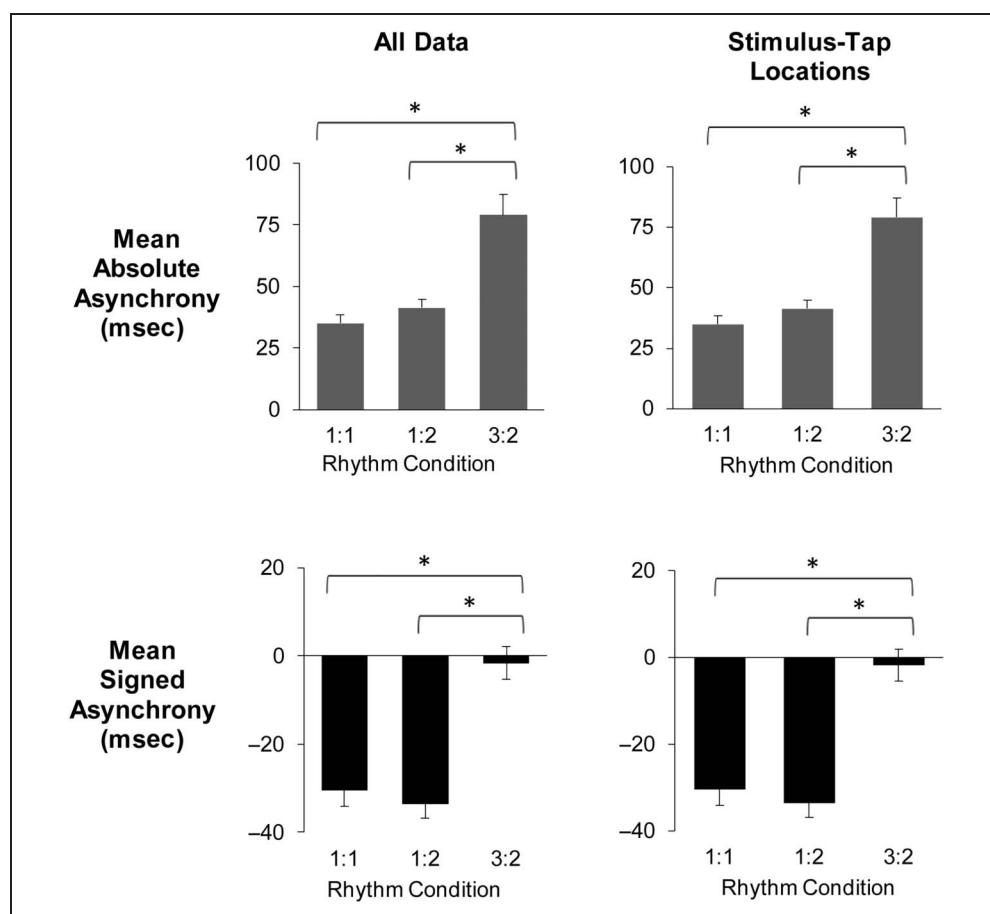 All Data
Stimulus-Tap
Locations
Mean
Absolute
Asynchrony
(msec)
*
*
100
75
50
25
0
1:1 1:2 3:2
Rhythm Condition
*
*
100
75
50
25
0
1:1 1:2 3:2
Rhythm Condition
Mean
Signed
Asynchrony
(msec)
*
*
20
0
–20
–40
1:1 1:2 3:2
Rhythm Condition
*
*
20
0
–20
–40
1:1 1:2 3:2
Rhythm Condition